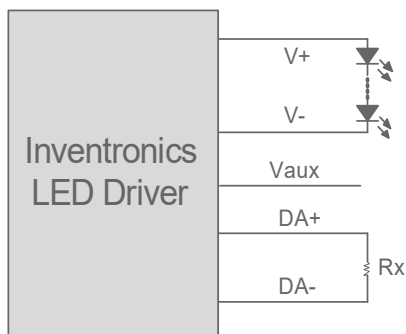 V+
V-
Inventronics
LED Driver
Vaux
DA+
Rx
DA-